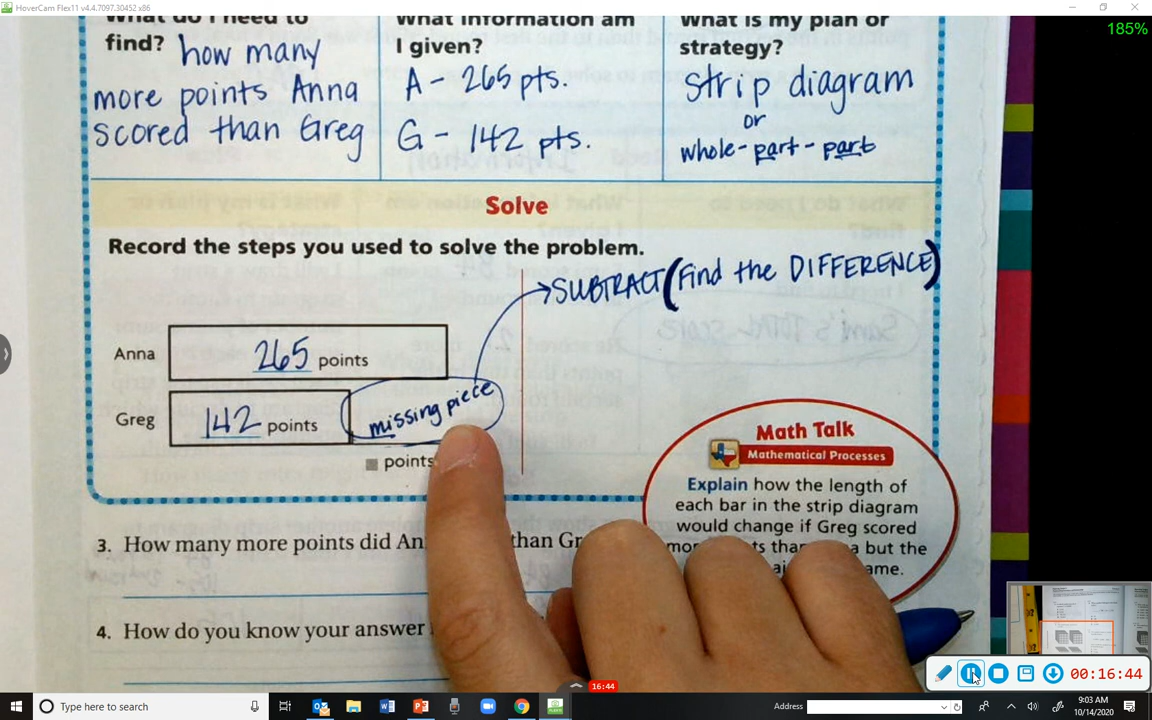 HoverCam Flex11 v4.4.7097.30452 x86
185%
What do I need to
find? how many
more points Anna
scored than Greg
What information am
I given?
A - 265 pts.
G - 142 pts.
What is my plan or
strategy?
Strip diagram
or
whole-part-part
Solve
Record the steps you used to solve the problem.
SUBTRACT (Find the DIFFERENCE)
Anna 265 points
Greg 142 points missing piece
points
Math Talk
Mathematical Processes
Explain how the length of
each bar in the strip diagram
would change if Greg scored
but the
3. How many more points did than
4. How do you know your answer
00:16:44
16:44
Type here to search
Address
9:03 AM
10/14/2020